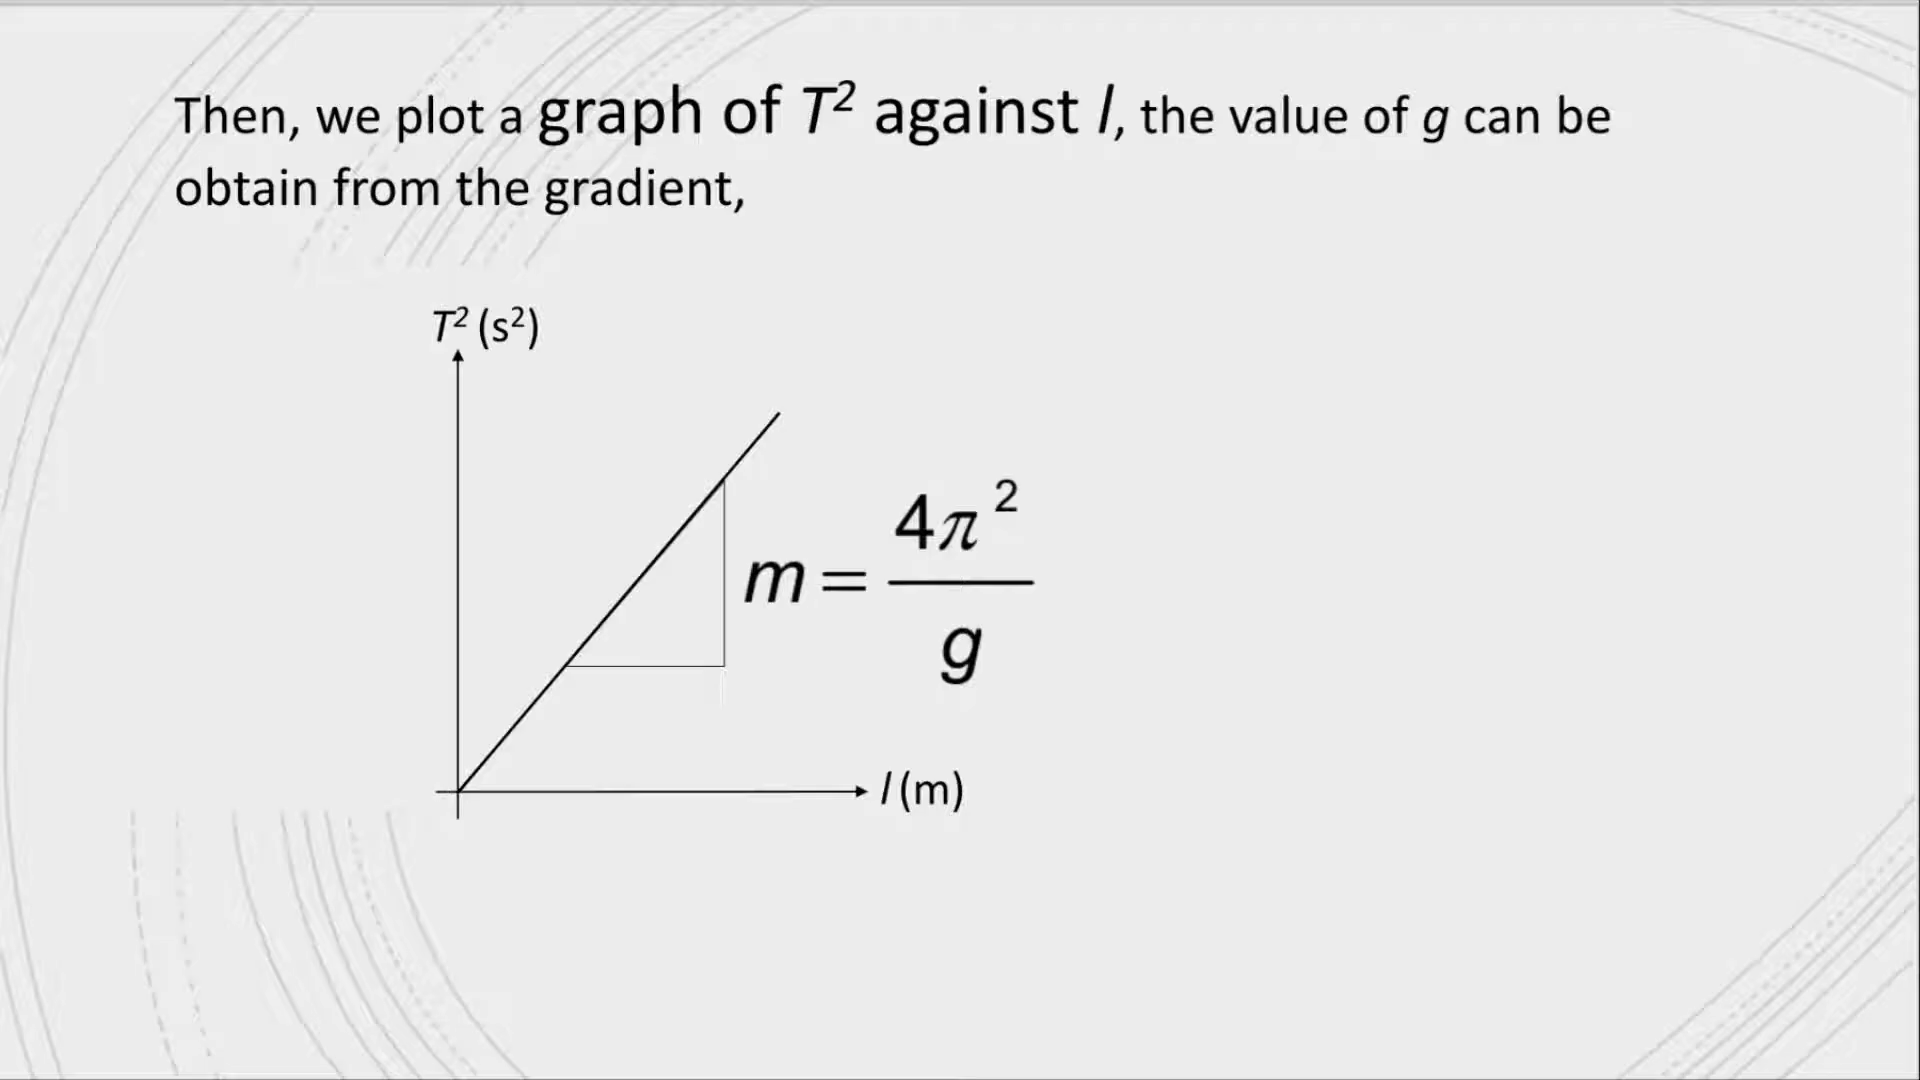 Then, we plot a graph of T² against l, the value of g can be
obtain from the gradient,
T² (s²)
m = 4π² / g
l (m)